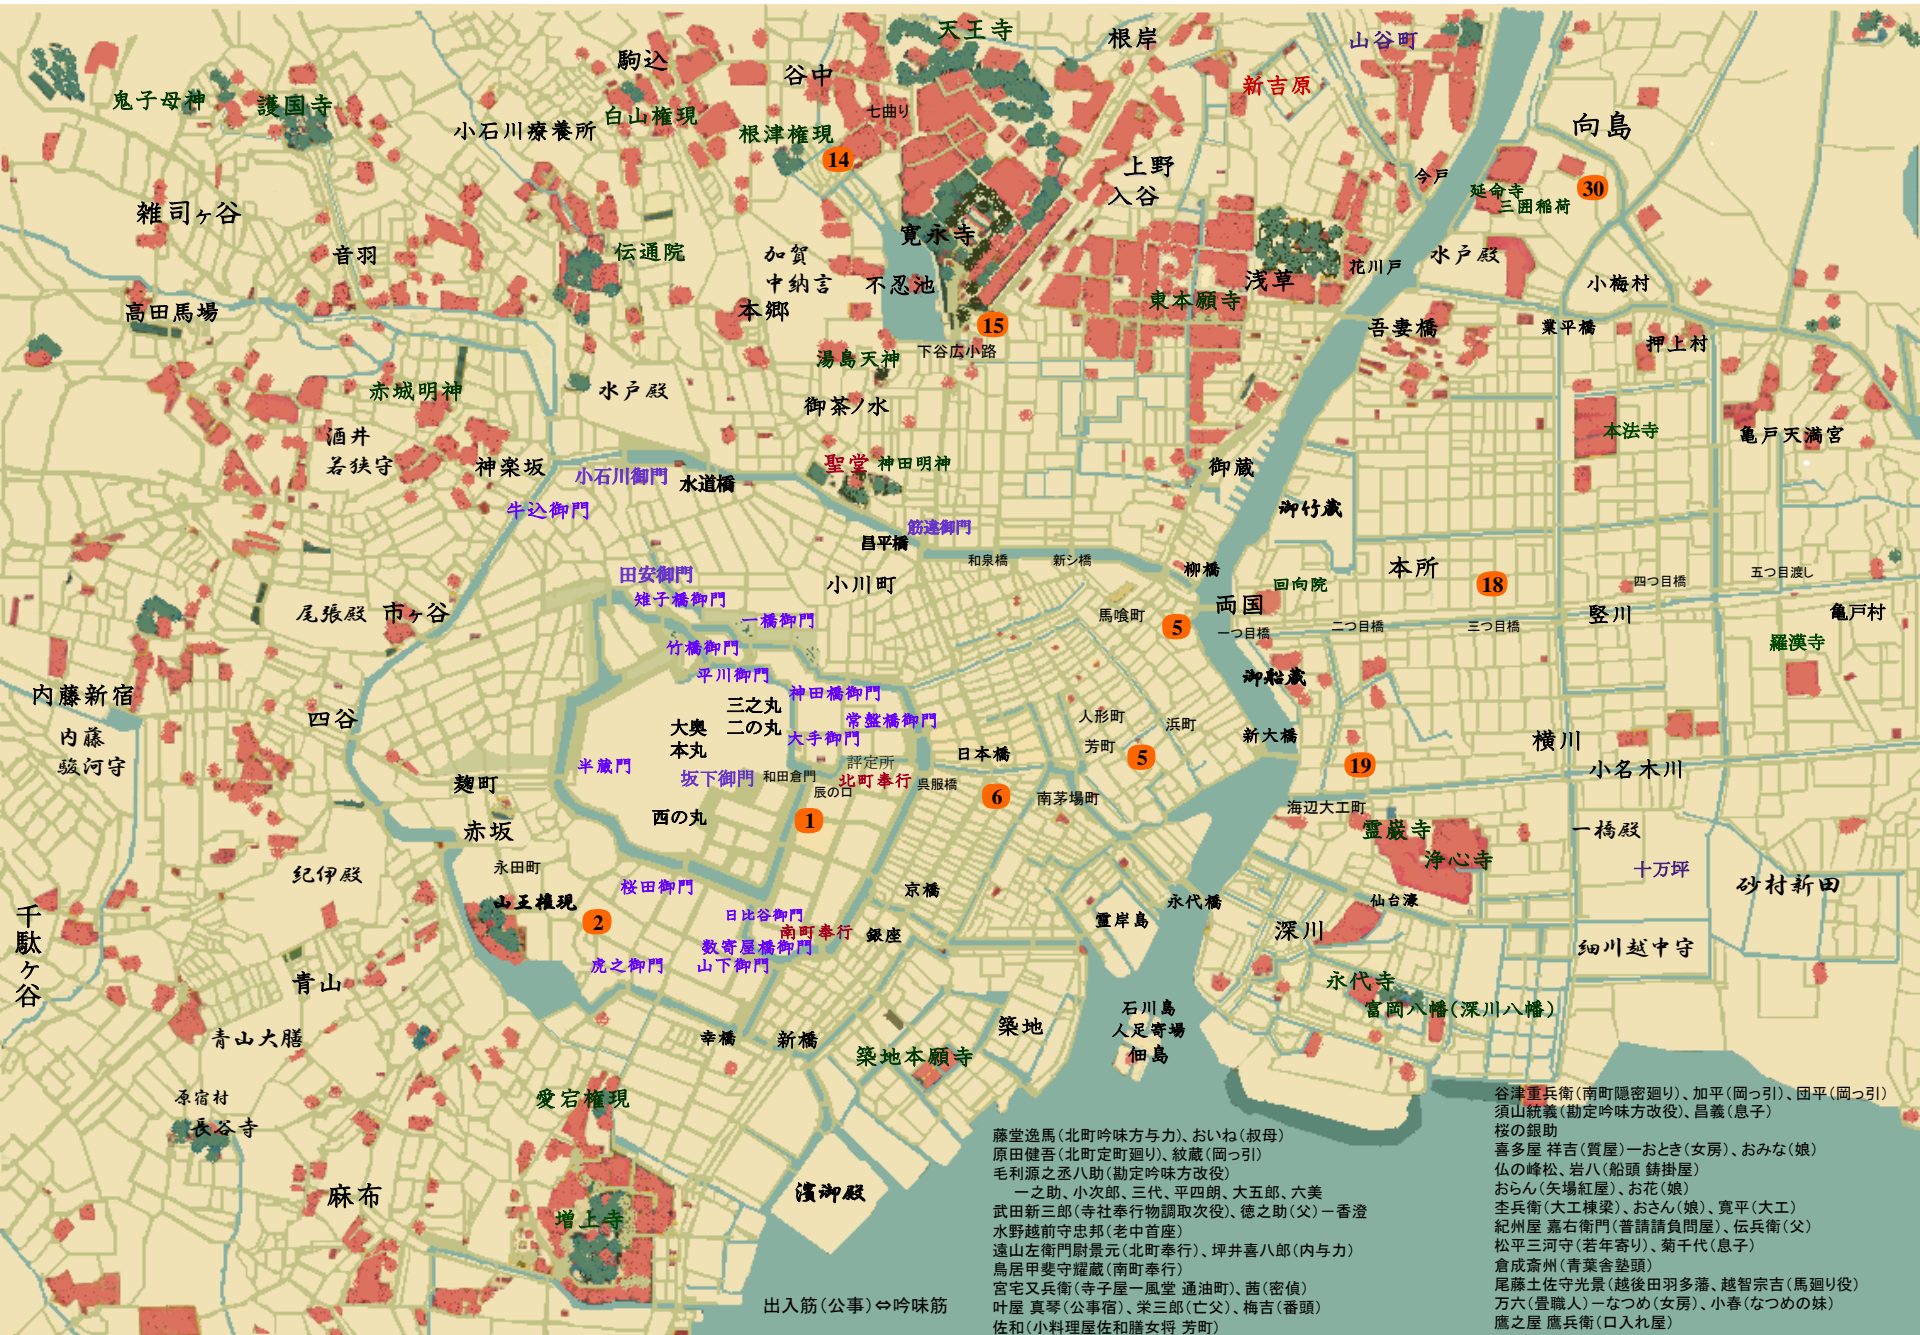 天王寺
根岸
山谷町
駒込
谷中
新吉原
鬼子母神
護国寺
白山権現
七曲り
小石川療養所
根津権現
向島
14
上野
入谷
今戸
延命寺
三囲稲荷
30
雑司ヶ谷
音羽
伝通院
加賀
中納言
寛永寺
不忍池
浅草
花川戸
水戸殿
小梅村
高田馬場
本郷
東本願寺
15
吾妻橋
業平橋
押上村
下谷広小路
湯島天神
赤城明神
水戸殿
御茶ノ水
酒井
若狭守
神楽坂
小石川御門
水道橋
聖堂
神田明神
御蔵
本法寺
亀戸天満宮
牛込御門
御竹蔵
筋違御門
昌平橋
和泉橋
新シ橋
柳橋
回向院
本所
18
四つ目橋
五つ目渡し
田安御門
小川町
雉子橋御門
一橋御門
馬喰町
5
両国
一つ目橋
二つ目橋
三つ目橋
竪川
亀戸村
羅漢寺
尾張殿
市ヶ谷
竹橋御門
平川御門
神田橋御門
御船蔵
内藤新宿
内藤
駿河守
四谷
三之丸
二の丸
大奥
本丸
常盤橋御門
大手御門
人形町
浜町
芳町
5
新大橋
横川
小名木川
19
半蔵門
坂下御門
和田倉門
評定所
北町奉行
辰の口
呉服橋
日本橋
6
南茅場町
海辺大工町
麹町
西の丸
1
赤坂
霊巌寺
浄心寺
一橋殿
十万坪
砂村新田
紀伊殿
永田町
山王権現
2
桜田御門
日比谷御門
南町奉行
数寄屋橋御門
山下御門
虎之御門
京橋
銀座
霊岸島
永代橋
仙台濠
深川
細川越中守
千駄ヶ谷
青山
永代寺
富岡八幡(深川八幡)
青山大膳
幸橋
新橋
築地
石川島
人足寄場
佃島
築地本願寺
原宿村
長谷寺
愛宕権現
麻布
増上寺
濱御殿
出入筋(公事)⇔吟味筋
藤堂逸馬(北町吟味方与力)、おいね(叔母)
原田健吾(北町定町廻り)、紋蔵(岡っ引)
毛利源之丞八助(勘定吟味方改役)
一之助、小次郎、三代、平四朗、大五郎、六美
武田新三郎(寺社奉行物調取次役)、徳之助(父)ー香澄
水野越前守忠邦(老中首座)
遠山左衛門尉景元(北町奉行)、坪井喜八郎(内与力)
鳥居甲斐守耀蔵(南町奉行)
宮宅又兵衛(寺子屋一風堂 通油町)、茜(密偵)
叶屋 真琴(公事宿)、栄三郎(亡父)、梅吉(番頭)
佐和(小料理屋佐和膳女将 芳町)
谷津重兵衛(南町隠密廻り)、加平(岡っ引)、団平(岡っ引)
須山統義(勘定吟味方改役)、昌義(息子)
桜の銀助
喜多屋 祥吉(質屋)ーおとき(女房)、おみな(娘)
仏の峰松、岩八(船頭 鋳掛屋)
おらん(矢場紅屋)、お花(娘)
杢兵衛(大工棟梁)、おさん(娘)、寛平(大工)
紀州屋 嘉右衛門(普請請負問屋)、伝兵衛(父)
松平三河守(若年寄り)、菊千代(息子)
倉成斎州(青葉舎塾頭)
尾藤土佐守光景(越後田羽多藩、越智宗吉(馬廻り役)
万六(畳職人)ーなつめ(女房)、小春(なつめの妹)
鷹之屋 鷹兵衛(口入れ屋)